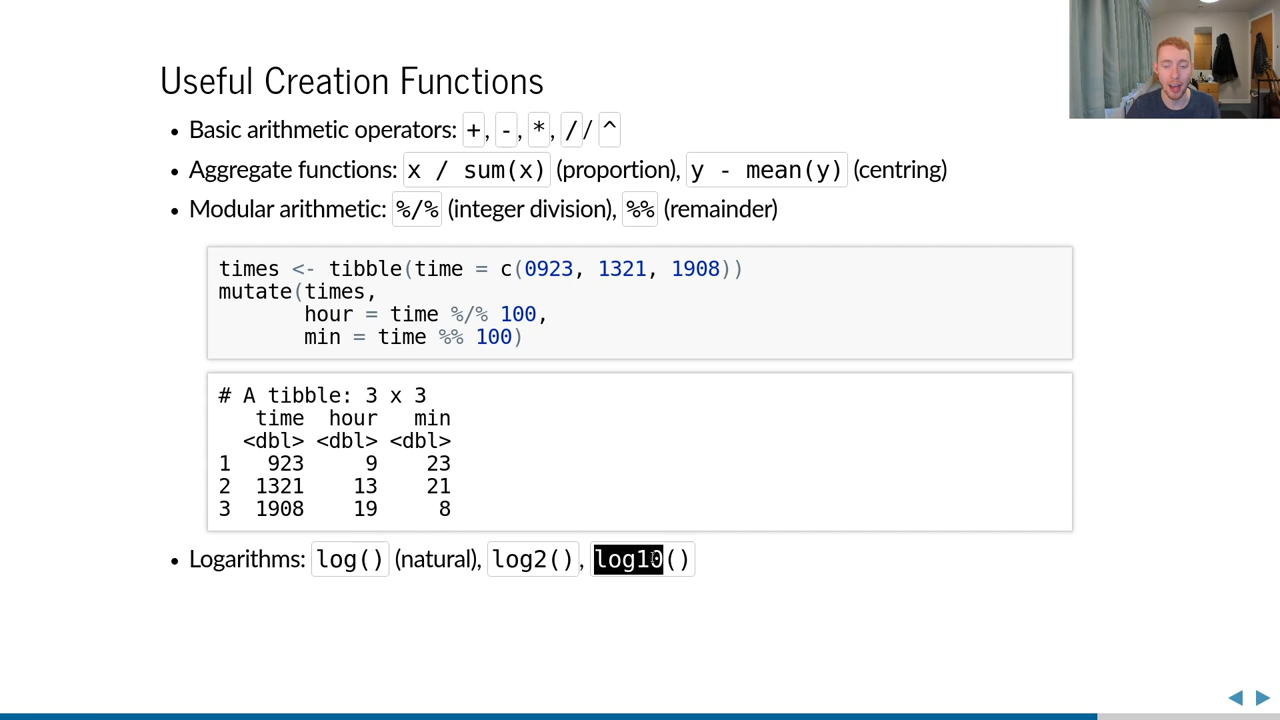 Useful Creation Functions
• Basic arithmetic operators: +, -, *, // ^
• Aggregate functions: x / sum(x) (proportion), y - mean(y) (centring)
• Modular arithmetic: %/% (integer division), %% (remainder)
times <- tibble(time = c(0923, 1321, 1908))
mutate(times,
       hour = time %/% 100,
       min = time %% 100)
# A tibble: 3 x 3
   time  hour   min
  <dbl> <dbl> <dbl>
1   923     9    23
2  1321    13    21
3  1908    19     8
• Logarithms: log() (natural), log2(), log10()